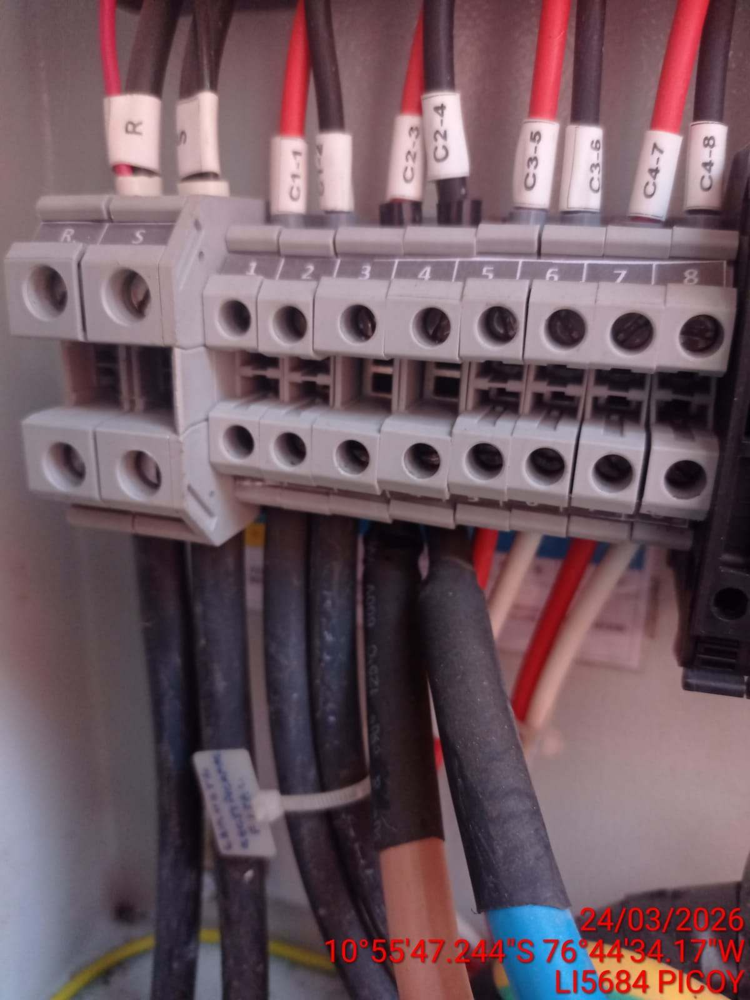 R
S
C1-1
C2-3
C2-4
C3-5
C3-6
C4-7
C4-8
R S
1 2 3 4 5 6 7 8
24/03/2026
10°55'47.244"S 76°44'34.17"W
LI5684 PICOY